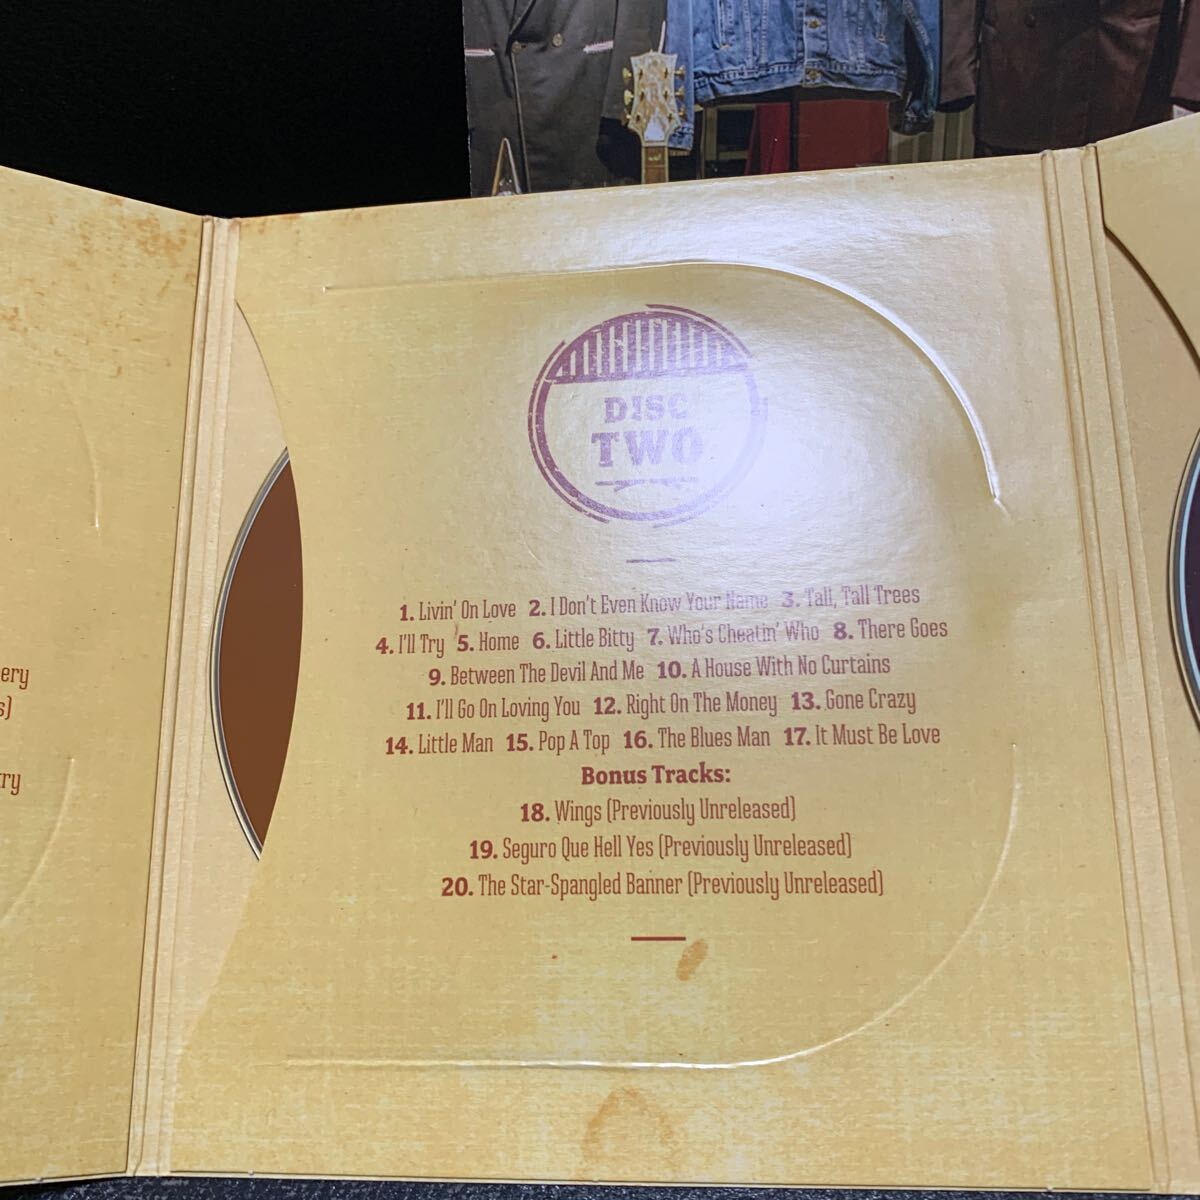 DISC
TWO
1. Livin' On Love 2. I Don't Even Know Your Name 3. Tall, Tall Trees
4. I'll Try 5. Home 6. Little Bitty 7. Who's Cheatin' Who 8. There Goes
9. Between The Devil And Me 10. A House With No Curtains
11. I'll Go On Loving You 12. Right On The Money 13. Gone Crazy
14. Little Man 15. Pop A Top 16. The Blues Man 17. It Must Be Love
Bonus Tracks:
18. Wings (Previously Unreleased)
19. Seguro Que Hell Yes (Previously Unreleased)
20. The Star-Spangled Banner (Previously Unreleased)